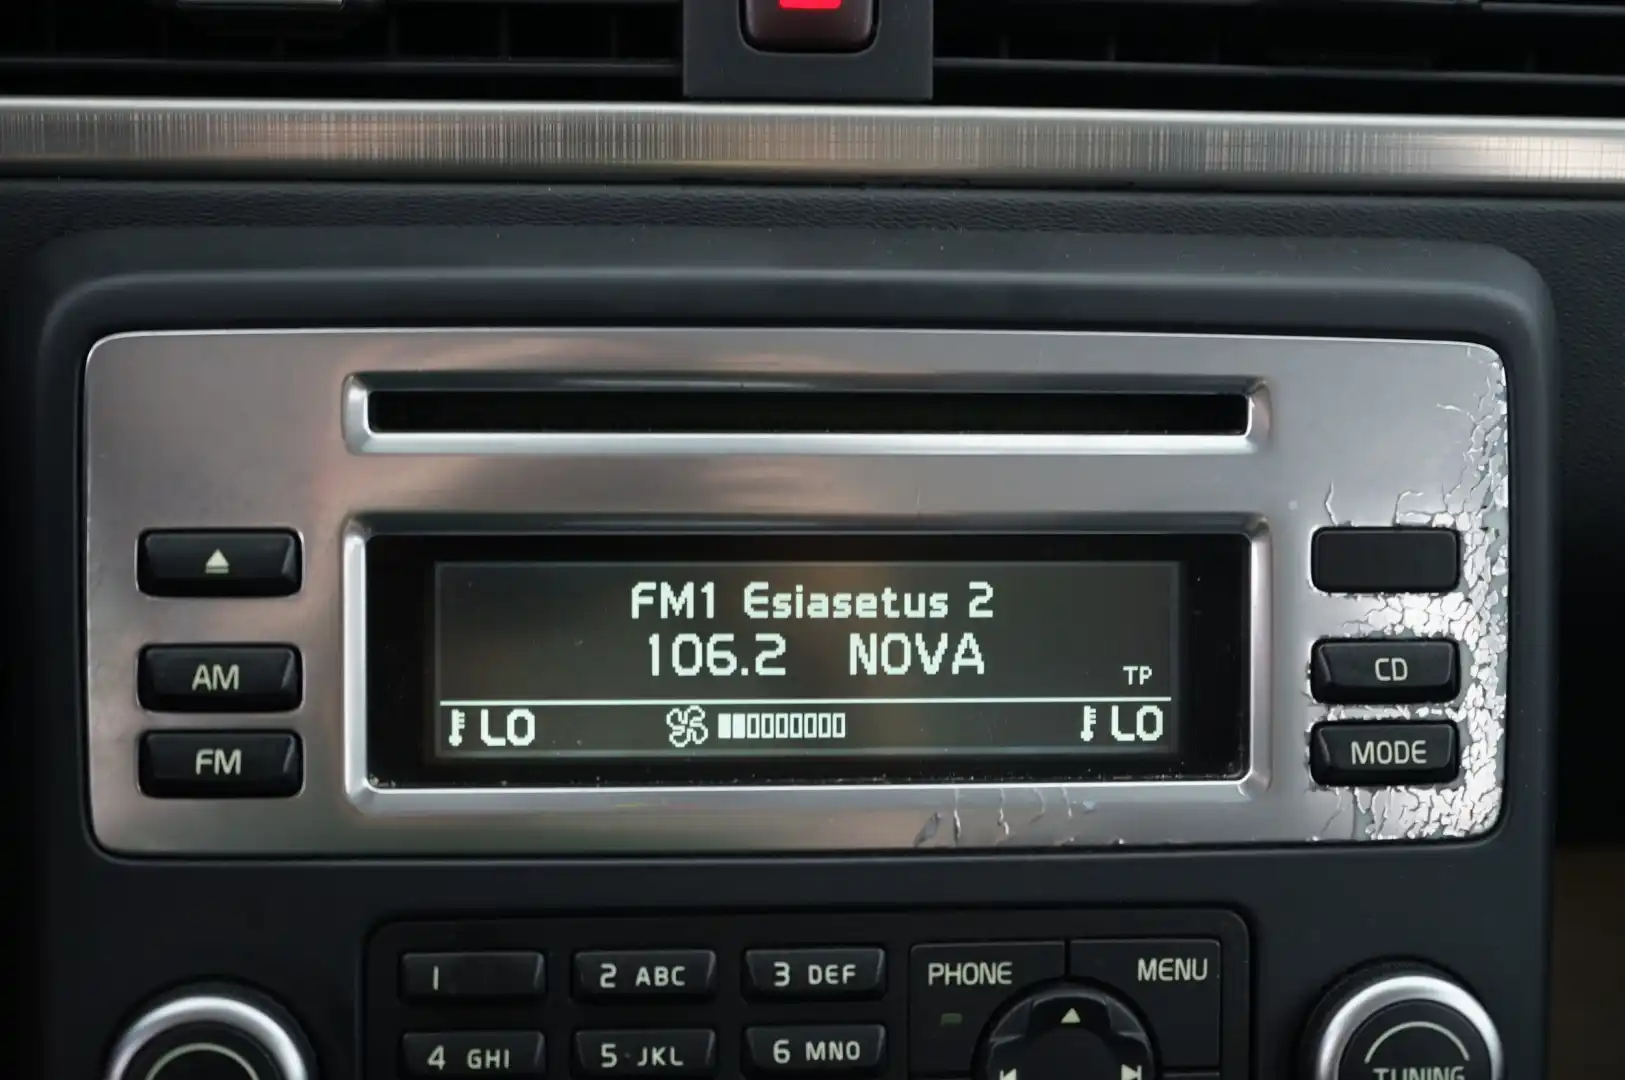 FM1 Esiasetus 2
106.2 NOVA
TP
LO LO
AM
FM
CD
MODE
1 2 ABC 3 DEF
PHONE MENU
4 GHI 5 JKL 6 MNO
TUNING